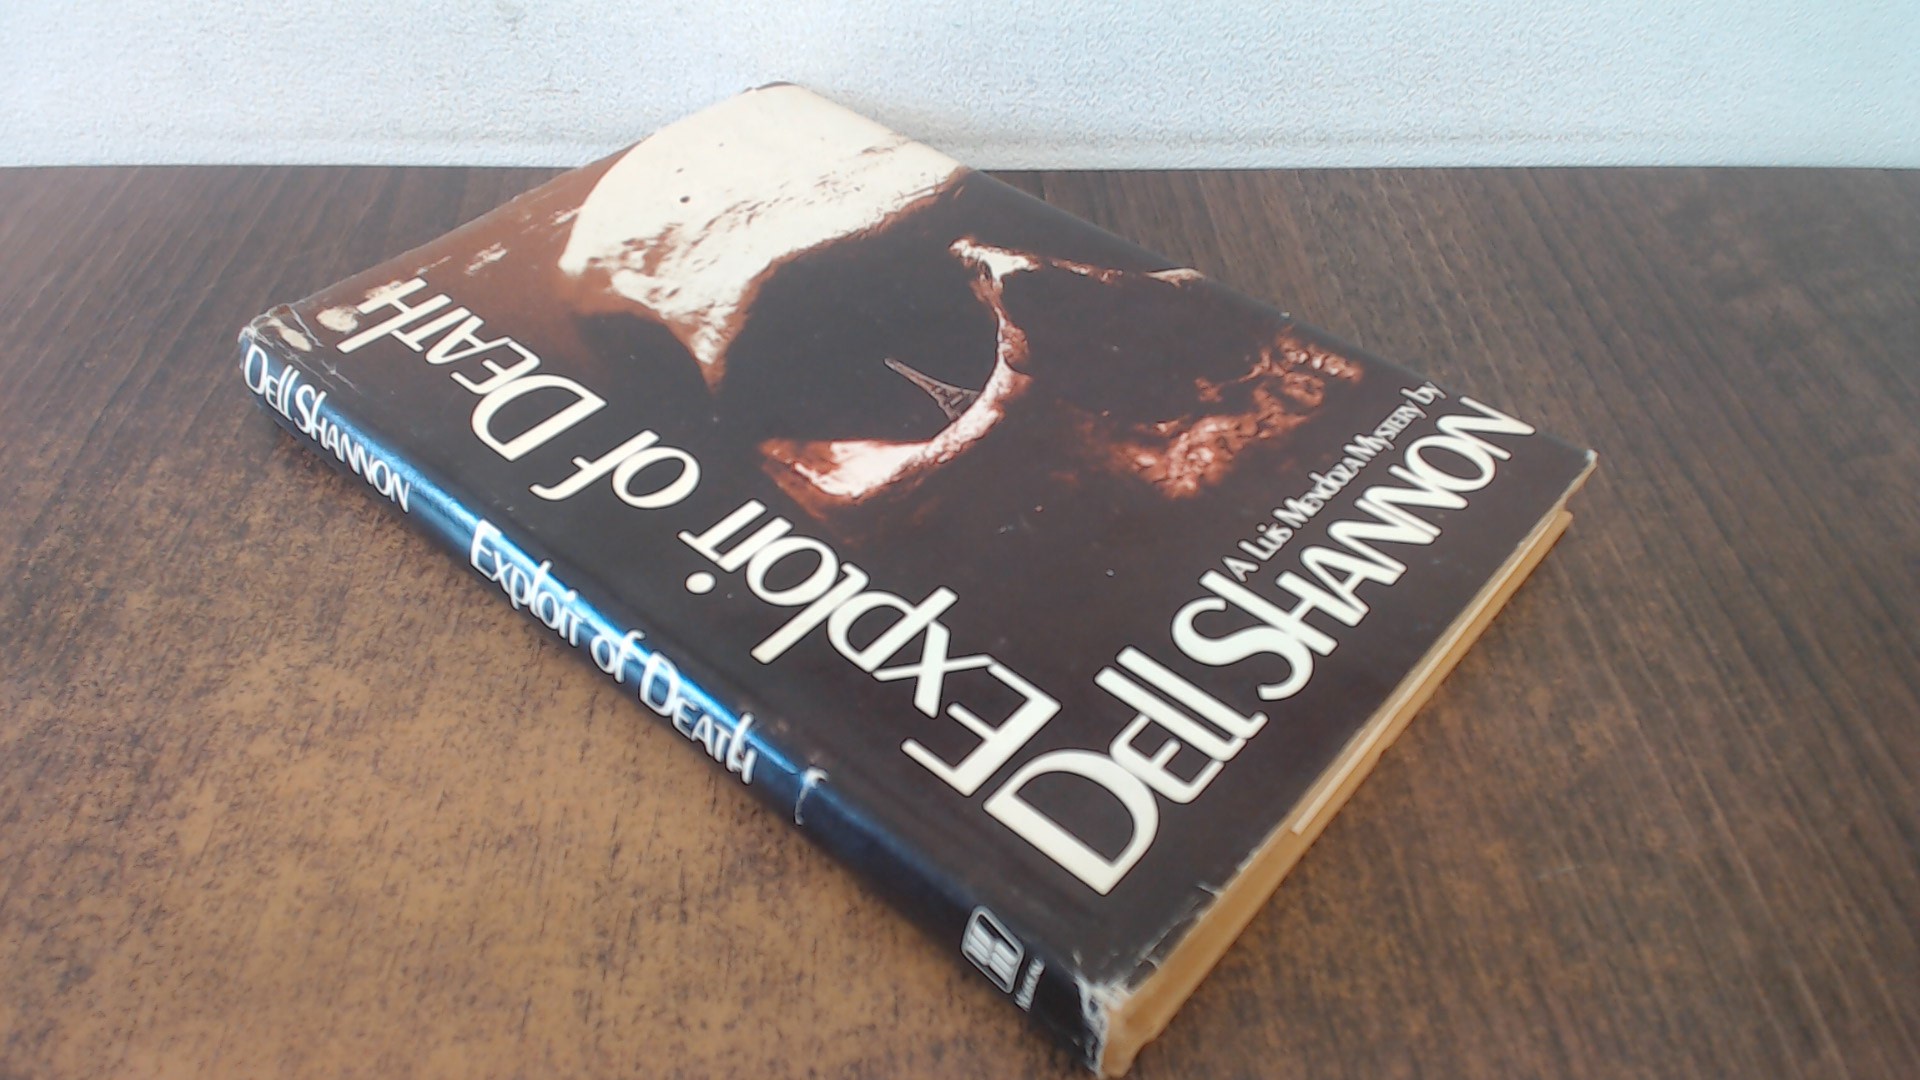 Exploit of Death
A Luis Mendoza Mystery by
Dell Shannon
Dell Shannon Exploit of Death